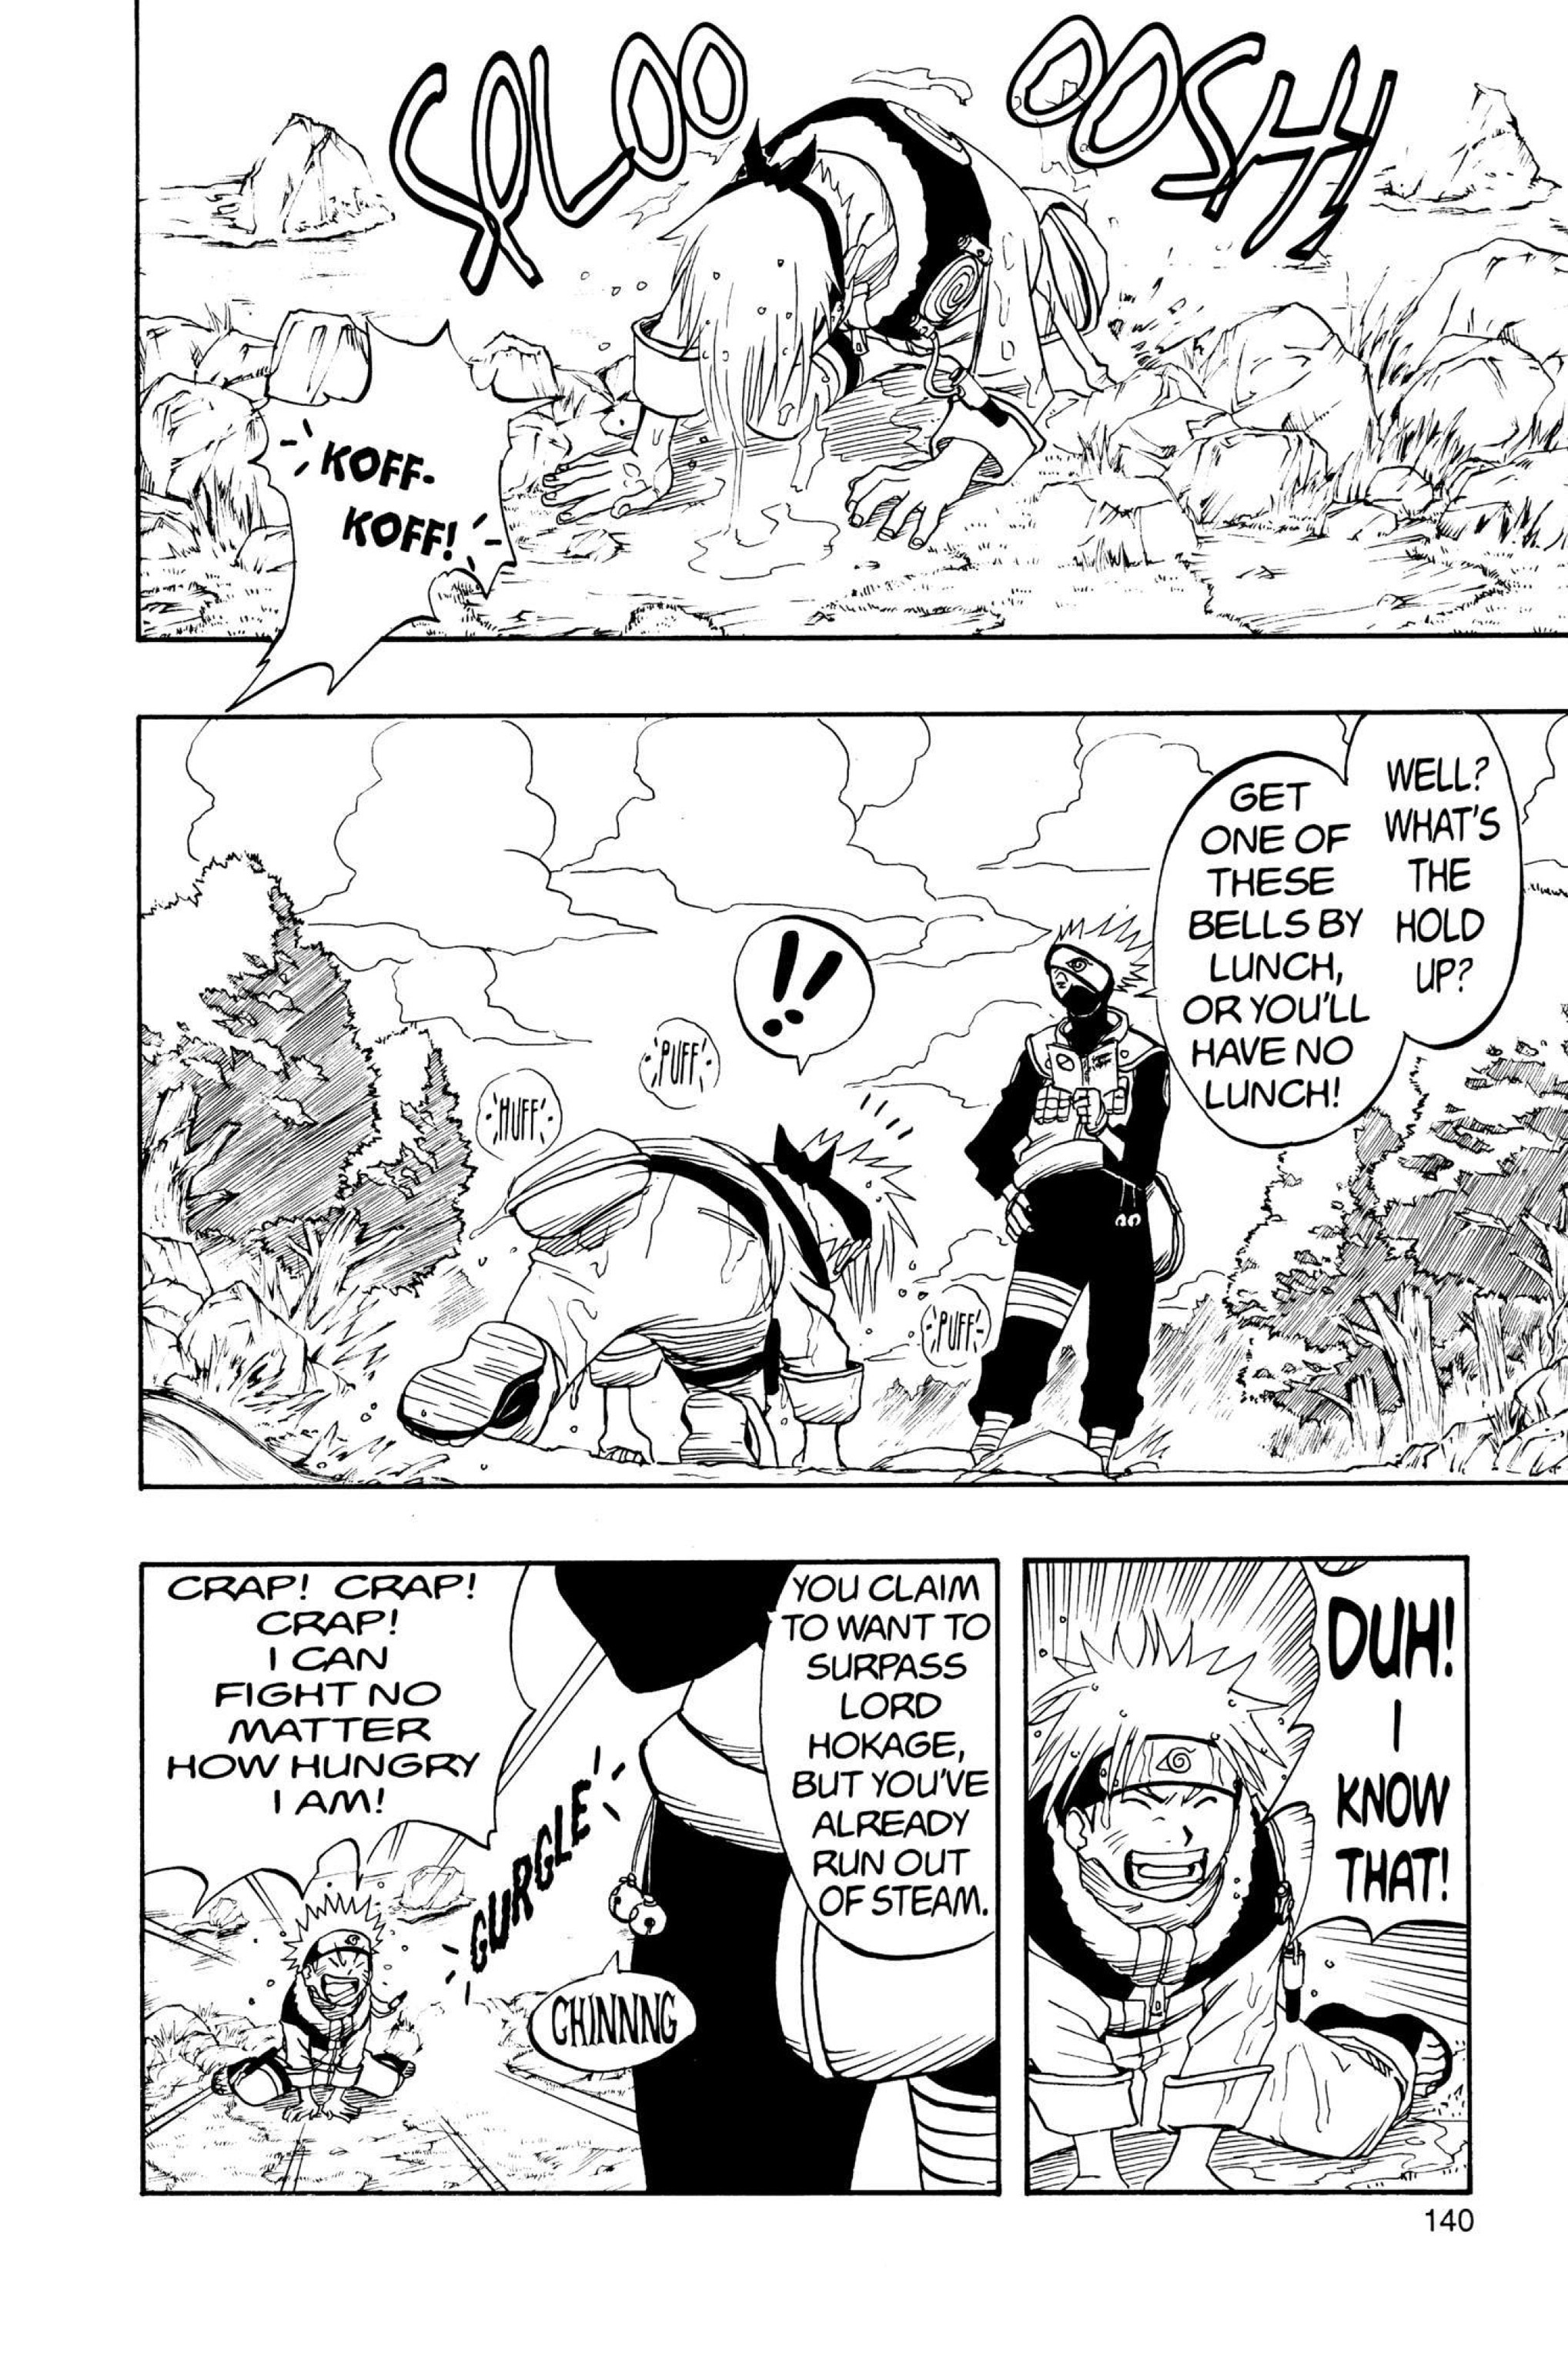 SPLOO
OOSHH
KOFF-
KOFF!
WELL?
WHAT'S
THE
HOLD
UP?
GET
ONE OF
THESE
BELLS BY
LUNCH,
OR YOU'LL
HAVE NO
LUNCH!
!!
PUFF
HUFF
PUFF
DUH!
I
KNOW
THAT!
YOU CLAIM
TO WANT TO
SURPASS
LORD
HOKAGE,
BUT YOU'VE
ALREADY
RUN OUT
OF STEAM.
CHINNNG
GURGLE
CRAP! CRAP!
CRAP!
I CAN
FIGHT NO
MATTER
HOW HUNGRY
I AM!
140